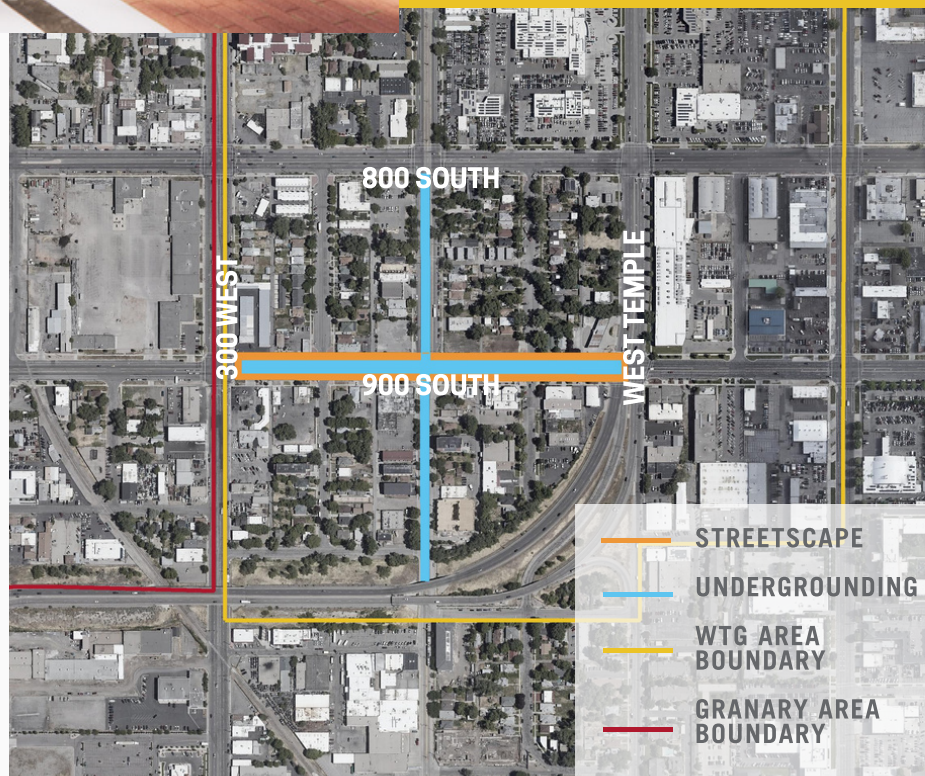 800 SOUTH
300 WEST
WEST TEMPLE
900 SOUTH
STREETSCAPE
UNDERGROUNDING
WTG AREA
BOUNDARY
GRANARY AREA
BOUNDARY